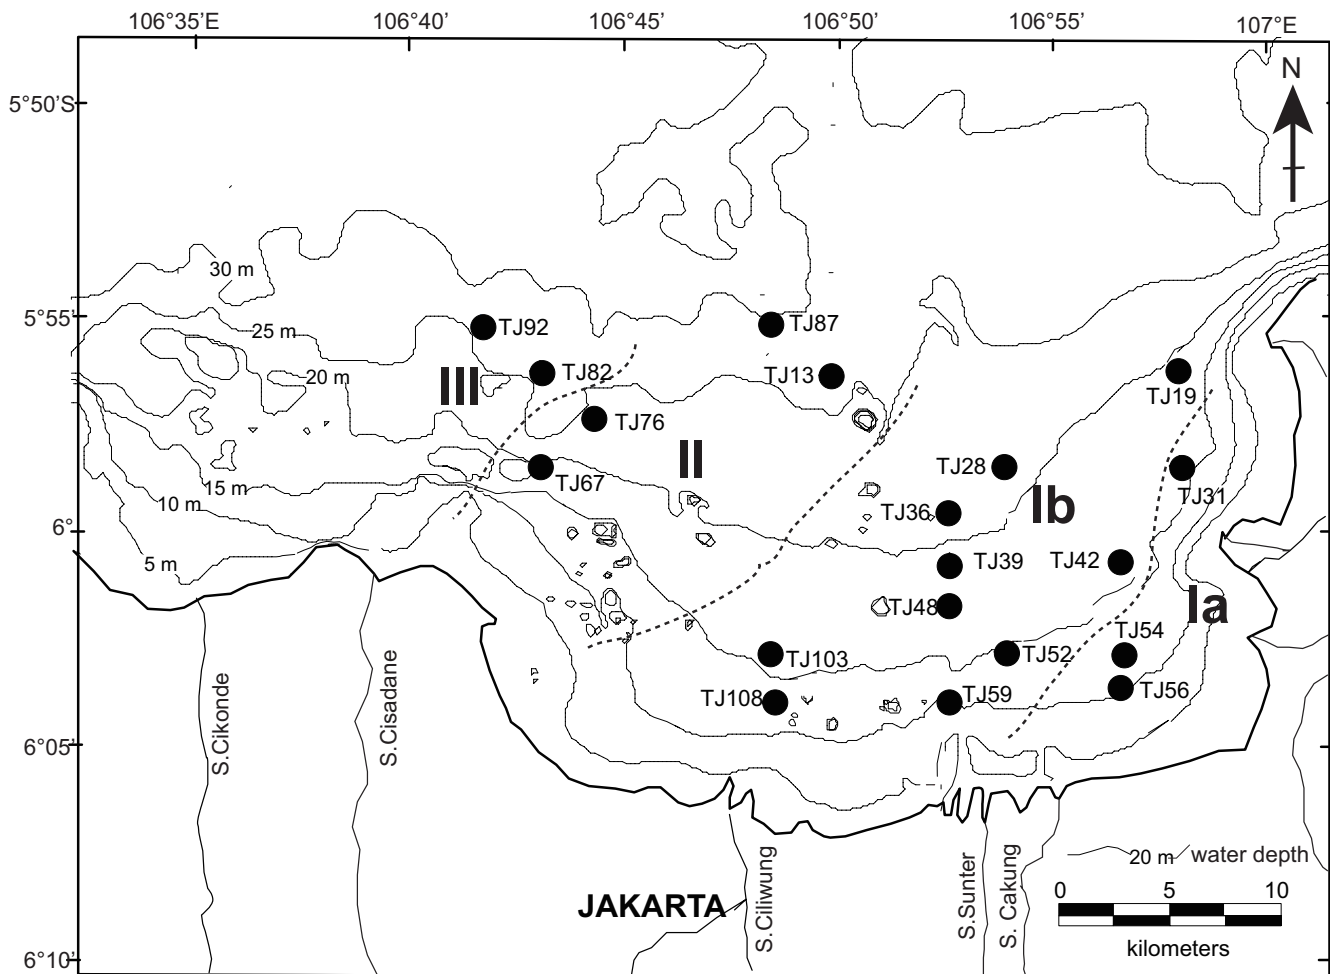 106°35'E
106°40'
106°45'
106°50'
106°55'
107°E
N
5°50'S
30 m
5°55'
25 m
TJ92
TJ87
TJ82
20 m
III
TJ13
TJ19
TJ76
II
TJ28
TJ67
TJ31
15 m
10 m
TJ36
Ib
6°
5 m
TJ39
TJ42
TJ48
Ia
TJ54
TJ103
TJ52
TJ108
TJ59
TJ56
6°05'
S.Cikonde
S.Cisadane
20 m
water depth
0
5
10
JAKARTA
S.Ciliwung
S.Sunter
S. Cakung
kilometers
6°10'